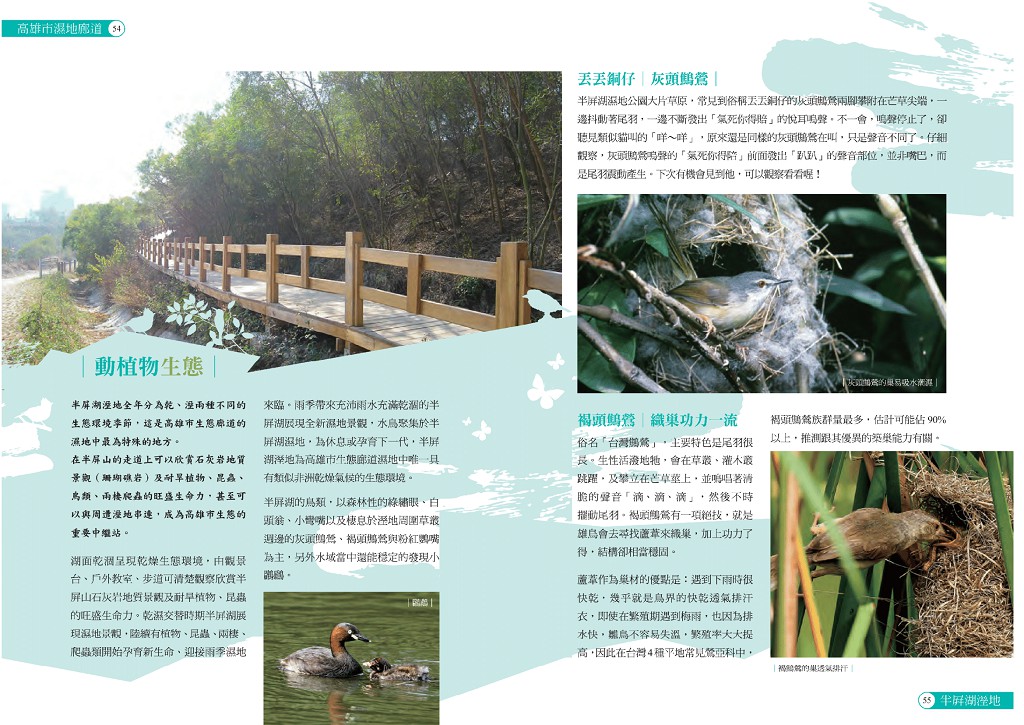 高雄市濕地廊道 54
｜動植物生態｜
半屏湖溼地全年分為乾、溼兩種不同的
生態環境季節，這是高雄市生態廊道的
濕地中最為特殊的地方。
在半屏山的走道上可以欣賞石灰岩地質
景觀（珊瑚礁岩）及耐旱植物、昆蟲、
鳥類、兩棲爬蟲的旺盛生命力，甚至可
以與周遭溼地串連，成為高雄市生態的
重要中繼站。
湖面乾涸呈現乾燥生態環境，由觀景
台、戶外教室、步道可清楚觀察欣賞半
屏山石灰岩地質景觀及耐旱植物、昆蟲
的旺盛生命力。乾濕交替時期半屏湖展
現濕地景觀，陸續有植物、昆蟲、兩棲、
爬蟲類開始孕育新生命、迎接雨季濕地
來臨。雨季帶來充沛雨水充滿乾涸的半
屏湖展現全新濕地景觀，水鳥聚集於半
屏湖濕地，為休息或孕育下一代，半屏
湖溼地為高雄市生態廊道濕地中唯一具
有類似非洲乾燥氣侯的生態環境。
半屏湖的鳥類，以森林性的綠繡眼、白
頭翁、小彎嘴以及棲息於溼地周圍草叢
週邊的灰頭鷦鶯、褐頭鷦鶯與粉紅鸚嘴
為主，另外水域當中還能穩定的發現小
鸊鷉。
｜鸊鷉｜
丟丟銅仔｜灰頭鷦鶯｜
半屏湖濕地公園大片草原，常見到俗稱丟丟銅仔的灰頭鷦鶯兩腳攀附在芒草尖端，一
邊抖動著尾羽，一邊不斷發出「氣死你得賠」的悅耳鳴聲。不一會，鳴聲停止了，卻
聽見類似貓叫的「咩～咩」，原來還是同樣的灰頭鷦鶯在叫，只是聲音不同了。仔細
觀察，灰頭鷦鶯鳴聲的「氣死你得陪」前面發出「趴趴」的聲音部位，並非嘴巴，而
是尾羽震動產生。下次有機會見到他，可以觀察看看喔！
｜灰頭鷦鶯的巢易吸水潮濕｜
褐頭鷦鶯｜織巢功力一流
俗名「台灣鷦鶯」，主要特色是尾羽很
長。生性活潑地牠，會在草叢、灌木叢
跳躍，及攀立在芒草莖上，並鳴唱著清
脆的聲音「滴、滴、滴」，然後不時
擺動尾羽。褐頭鷦鶯有一項絕技，就是
雄鳥會去尋找蘆葦來織巢，加上功力了
得，結構卻相當穩固。
蘆葦作為巢材的優點是：遇到下雨時很
快乾，幾乎就是鳥界的快乾透氣排汗
衣，即使在繁殖期遇到梅雨，也因為排
水快，雛鳥不容易失溫，繁殖率大大提
高，因此在台灣 4 種平地常見鶯亞科中，
褐頭鷦鶯族群量最多，估計可能佔 90%
以上，推測跟其優異的築巢能力有關。
｜褐鷦鶯的巢透氣排汗｜
55 半屏湖溼地